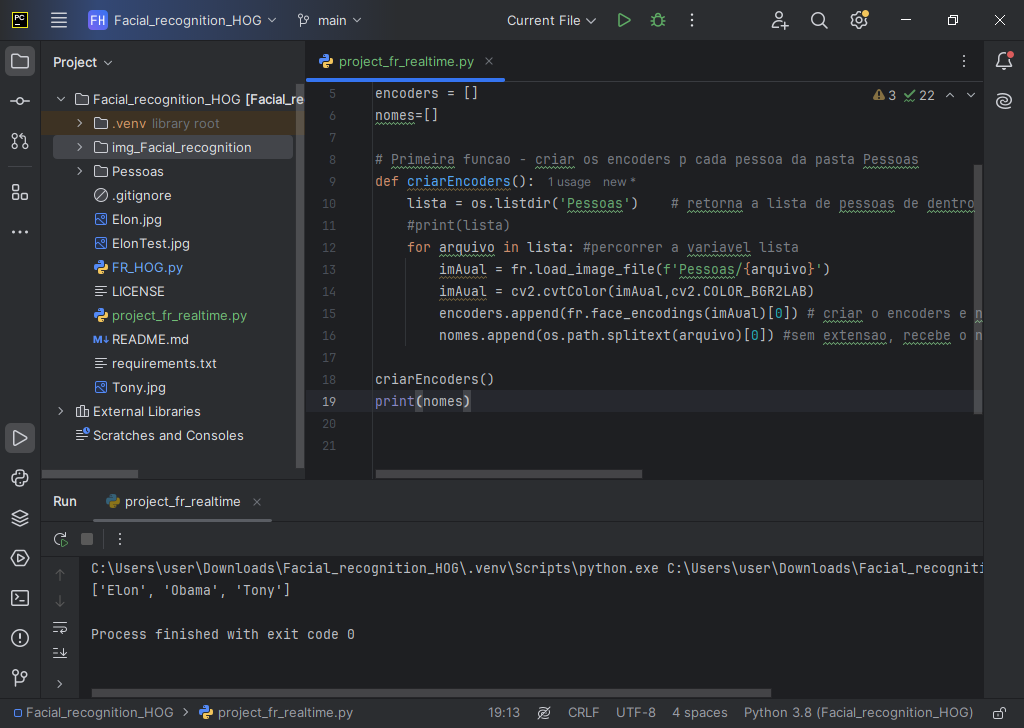 PC
FH Facial_recognition_HOG main Current File
Project
project_fr_realtime.py
Facial_recognition_HOG [Facial_re
.venv library root
img_Facial_recognition
Pessoas
.gitignore
Elon.jpg
ElonTest.jpg
FR_HOG.py
LICENSE
project_fr_realtime.py
M↓ README.md
requirements.txt
Tony.jpg
External Libraries
Scratches and Consoles
3 22
5 encoders = []
6 nomes=[]
7
8 # Primeira funcao - criar os encoders p cada pessoa da pasta Pessoas
9 def criarEncoders(): 1 usage new *
10 lista = os.listdir('Pessoas') # retorna a lista de pessoas de dentro
11 #print(lista)
12 for arquivo in lista: #percorrer a variavel lista
13 imAual = fr.load_image_file(f'Pessoas/{arquivo}')
14 imAual = cv2.cvtColor(imAual,cv2.COLOR_BGR2LAB)
15 encoders.append(fr.face_encodings(imAual)[0]) # criar o encoders e n
16 nomes.append(os.path.splitext(arquivo)[0]) #sem extensao, recebe o n
17
18 criarEncoders()
19 print(nomes)
20
21
Run project_fr_realtime
C:\Users\user\Downloads\Facial_recognition_HOG\.venv\Scripts\python.exe C:\Users\user\Downloads\Facial_recogniti
['Elon', 'Obama', 'Tony']
Process finished with exit code 0
Facial_recognition_HOG > project_fr_realtime.py 19:13 CRLF UTF-8 4 spaces Python 3.8 (Facial_recognition_HOG)